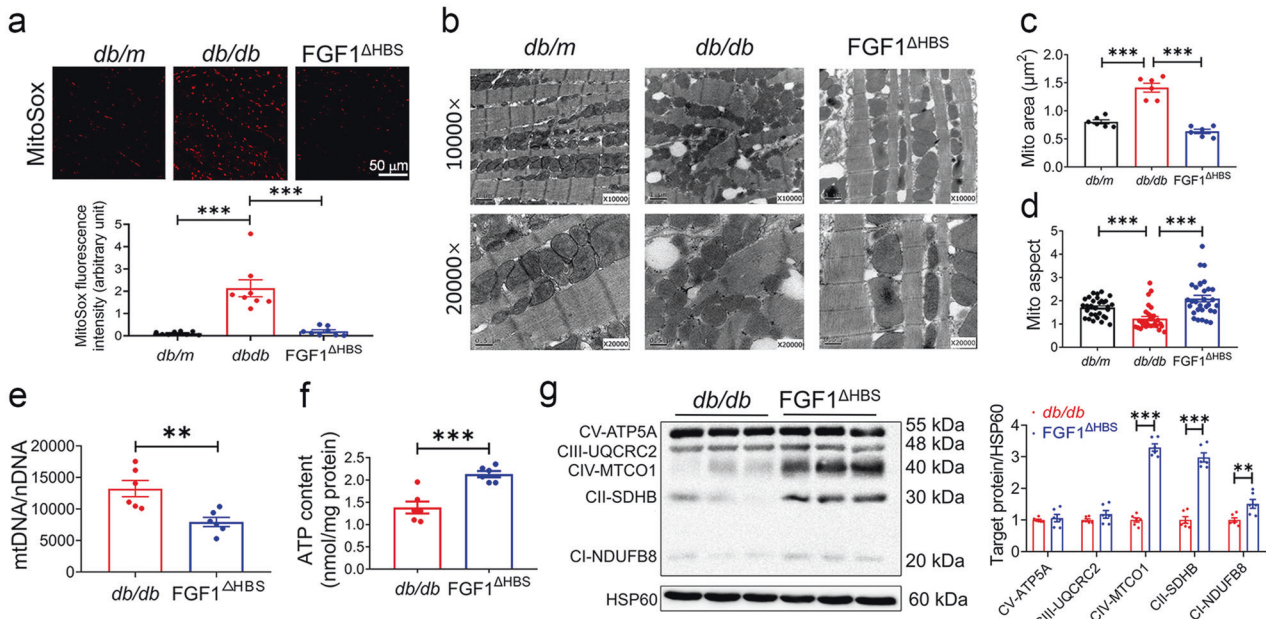 a
db/m
db/db
FGF1ΔHBS
MitoSox
50 μm
MitoSox fluorescence
intensity (arbitrary unit)
5
4
3
2
1
0
***
***
db/m
dbdb
FGF1ΔHBS
b
db/m
db/db
FGF1ΔHBS
10000×
X10000
X10000
X10000
20000×
X20000
X20000
X20000
c
Mito area (μm²)
2.0
1.5
1.0
0.5
0.0
***
***
db/m
db/db
FGF1ΔHBS
d
Mito aspect
5
4
3
2
1
0
***
***
db/m
db/db
FGF1ΔHBS
e
mtDNA/nDNA
20000
15000
10000
5000
0
**
db/db
FGF1ΔHBS
f
ATP content
(nmol/mg protein)
2.5
2.0
1.5
1.0
0.5
0.0
***
db/db
FGF1ΔHBS
g
db/db
FGF1ΔHBS
CV-ATP5A
CIII-UQCRC2
CIV-MTCO1
CII-SDHB
CI-NDUFB8
HSP60
55 kDa
48 kDa
40 kDa
30 kDa
20 kDa
60 kDa
Target protein/HSP60
4
3
2
1
0
db/db
FGF1ΔHBS
***
***
**
CV-ATP5A
CIII-UQCRC2
CIV-MTCO1
CII-SDHB
CI-NDUFB8